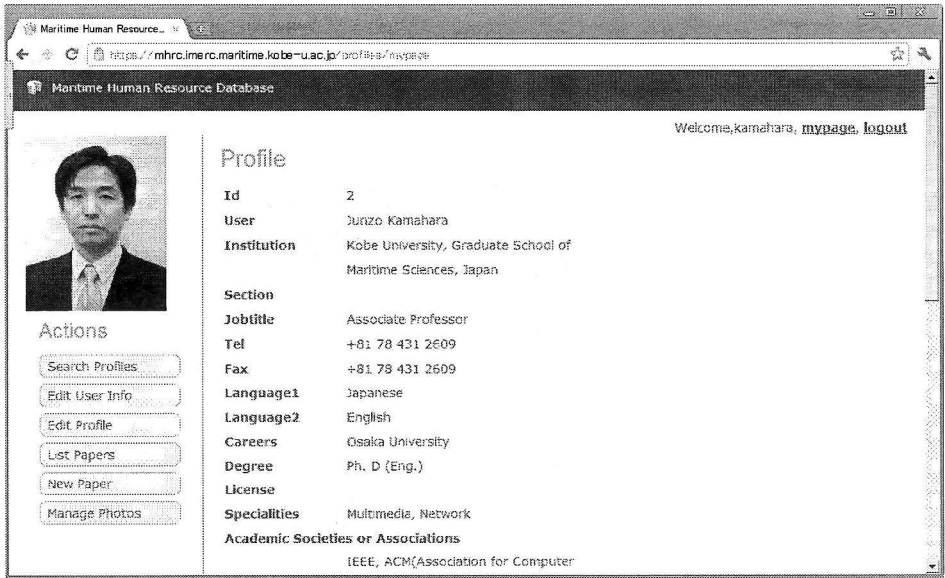 Maritime Human Resource...
https://mhrc.imerc.maritime.kobe-u.ac.jp/profiles/mypage
Maritime Human Resource Database
Welcome,kamahara, mypage, logout
Profile
Id 2
User Junzo Kamahara
Institution Kobe University, Graduate School of
Maritime Sciences, Japan
Section
Jobtitle Associate Professor
Tel +81 78 431 2609
Fax +81 78 431 2609
Language1 Japanese
Language2 English
Careers Osaka University
Degree Ph. D (Eng.)
License
Specialities Multimedia, Network
Academic Societies or Associations
IEEE, ACM(Association for Computer
Actions
Search Profiles
Edit User Info
Edit Profile
List Papers
New Paper
Manage Photos